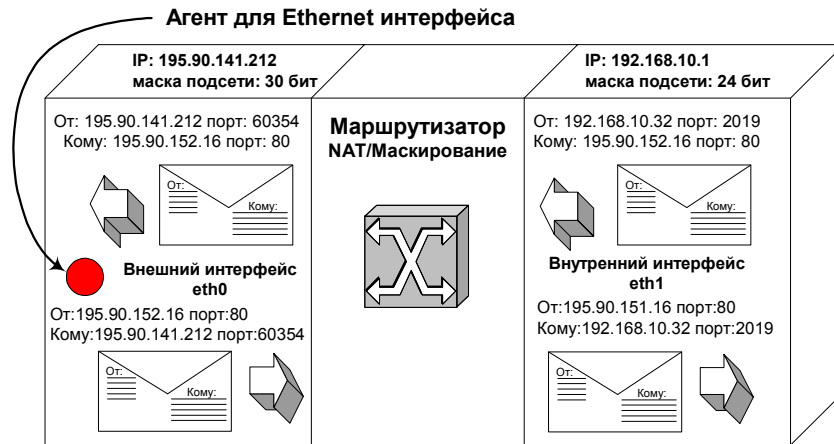 Агент для Ethernet интерфейса
IP: 195.90.141.212
маска подсети: 30 бит
IP: 192.168.10.1
маска подсети: 24 бит
От: 195.90.141.212 порт: 60354
Кому: 195.90.152.16 порт: 80
От:
Кому:
Внешний интерфейс
eth0
От:195.90.152.16 порт:80
Кому:195.90.141.212 порт:60354
От:
Кому:
Маршрутизатор
NAT/Маскирование
От: 192.168.10.32 порт: 2019
Кому: 195.90.152.16 порт: 80
От:
Кому:
Внутренний интерфейс
eth1
От:195.90.151.16 порт:80
Кому:192.168.10.32 порт:2019
От:
Кому: